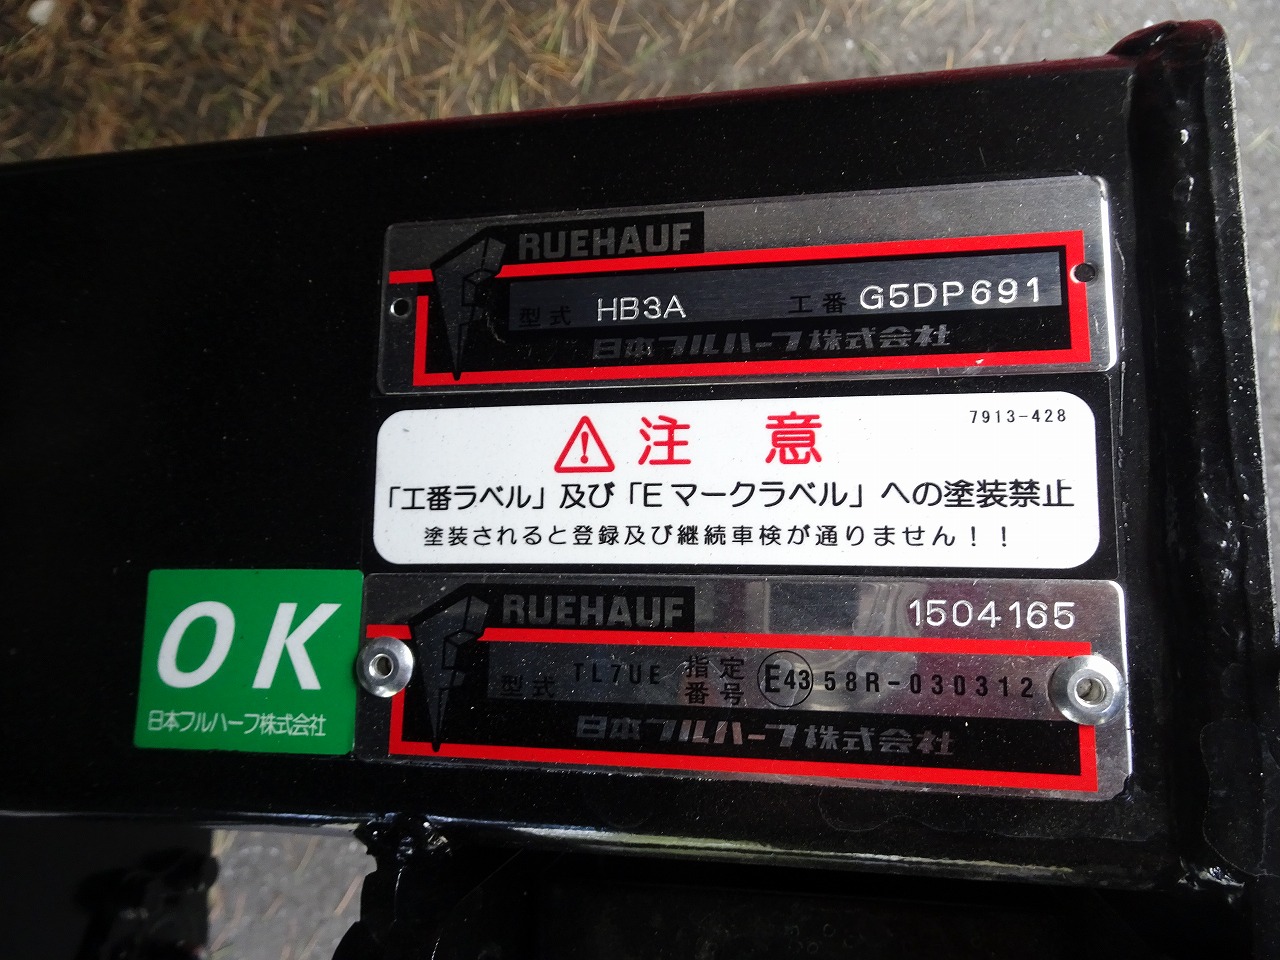 RUEHAUF
型式 HB3A 工番 G5DP691
日本フルハーフ株式会社
7913-428
注意
「工番ラベル」及び「Eマークラベル」への塗装禁止
塗装されると登録及び継続車検が通りません！！
RUEHAUF
1504165
型式 TL7UE 指定番号 E43 58R-030312
日本フルハーフ株式会社
OK
日本フルハーフ株式会社